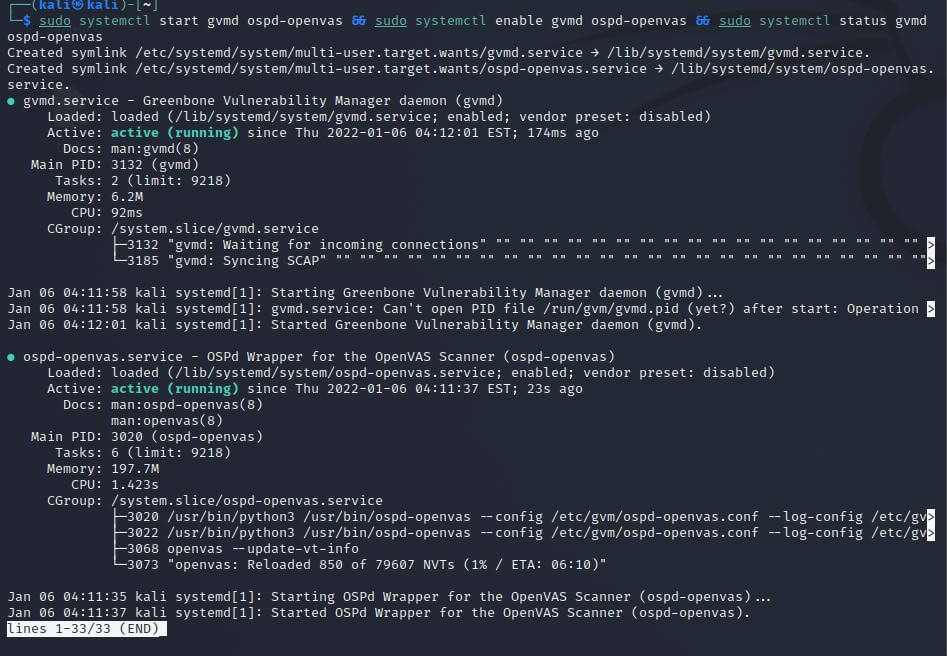 ┌──(kali㉿kali)-[~]
└─$ sudo systemctl start gvmd ospd-openvas && sudo systemctl enable gvmd ospd-openvas && sudo systemctl status gvmd
ospd-openvas
Created symlink /etc/systemd/system/multi-user.target.wants/gvmd.service → /lib/systemd/system/gvmd.service.
Created symlink /etc/systemd/system/multi-user.target.wants/ospd-openvas.service → /lib/systemd/system/ospd-openvas.
service.
● gvmd.service - Greenbone Vulnerability Manager daemon (gvmd)
     Loaded: loaded (/lib/systemd/system/gvmd.service; enabled; vendor preset: disabled)
     Active: active (running) since Thu 2022-01-06 04:12:01 EST; 174ms ago
       Docs: man:gvmd(8)
   Main PID: 3132 (gvmd)
      Tasks: 2 (limit: 9218)
     Memory: 6.2M
        CPU: 92ms
     CGroup: /system.slice/gvmd.service
             ├─3132 "gvmd: Waiting for incoming connections" "" "" "" "" "" "" "" "" "" "" "" "" "" "" "" "" "" "" >
             └─3185 "gvmd: Syncing SCAP" "" "" "" "" "" "" "" "" "" "" "" "" "" "" "" "" "" "" "" "" "" "" "" "" "">

Jan 06 04:11:58 kali systemd[1]: Starting Greenbone Vulnerability Manager daemon (gvmd)...
Jan 06 04:11:58 kali systemd[1]: gvmd.service: Can't open PID file /run/gvm/gvmd.pid (yet?) after start: Operation >
Jan 06 04:12:01 kali systemd[1]: Started Greenbone Vulnerability Manager daemon (gvmd).

● ospd-openvas.service - OSPd Wrapper for the OpenVAS Scanner (ospd-openvas)
     Loaded: loaded (/lib/systemd/system/ospd-openvas.service; enabled; vendor preset: disabled)
     Active: active (running) since Thu 2022-01-06 04:11:37 EST; 23s ago
       Docs: man:ospd-openvas(8)
             man:openvas(8)
   Main PID: 3020 (ospd-openvas)
      Tasks: 6 (limit: 9218)
     Memory: 197.7M
        CPU: 1.423s
     CGroup: /system.slice/ospd-openvas.service
             ├─3020 /usr/bin/python3 /usr/bin/ospd-openvas --config /etc/gvm/ospd-openvas.conf --log-config /etc/gv>
             ├─3022 /usr/bin/python3 /usr/bin/ospd-openvas --config /etc/gvm/ospd-openvas.conf --log-config /etc/gv>
             ├─3068 openvas --update-vt-info
             └─3073 "openvas: Reloaded 850 of 79607 NVTs (1% / ETA: 06:10)"

Jan 06 04:11:35 kali systemd[1]: Starting OSPd Wrapper for the OpenVAS Scanner (ospd-openvas)...
Jan 06 04:11:37 kali systemd[1]: Started OSPd Wrapper for the OpenVAS Scanner (ospd-openvas).
lines 1-33/33 (END)